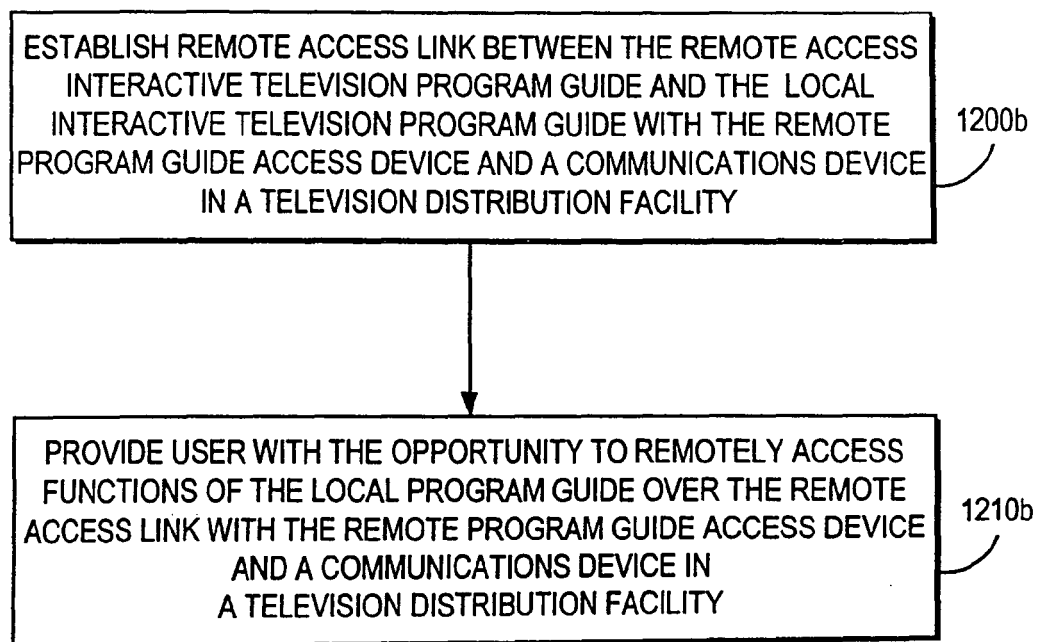 ESTABLISH REMOTE ACCESS LINK BETWEEN THE REMOTE ACCESS
INTERACTIVE TELEVISION PROGRAM GUIDE AND THE LOCAL
INTERACTIVE TELEVISION PROGRAM GUIDE WITH THE REMOTE
PROGRAM GUIDE ACCESS DEVICE AND A COMMUNICATIONS DEVICE
IN A TELEVISION DISTRIBUTION FACILITY
1200b
PROVIDE USER WITH THE OPPORTUNITY TO REMOTELY ACCESS
FUNCTIONS OF THE LOCAL PROGRAM GUIDE OVER THE REMOTE
ACCESS LINK WITH THE REMOTE PROGRAM GUIDE ACCESS DEVICE
AND A COMMUNICATIONS DEVICE IN
A TELEVISION DISTRIBUTION FACILITY
1210b